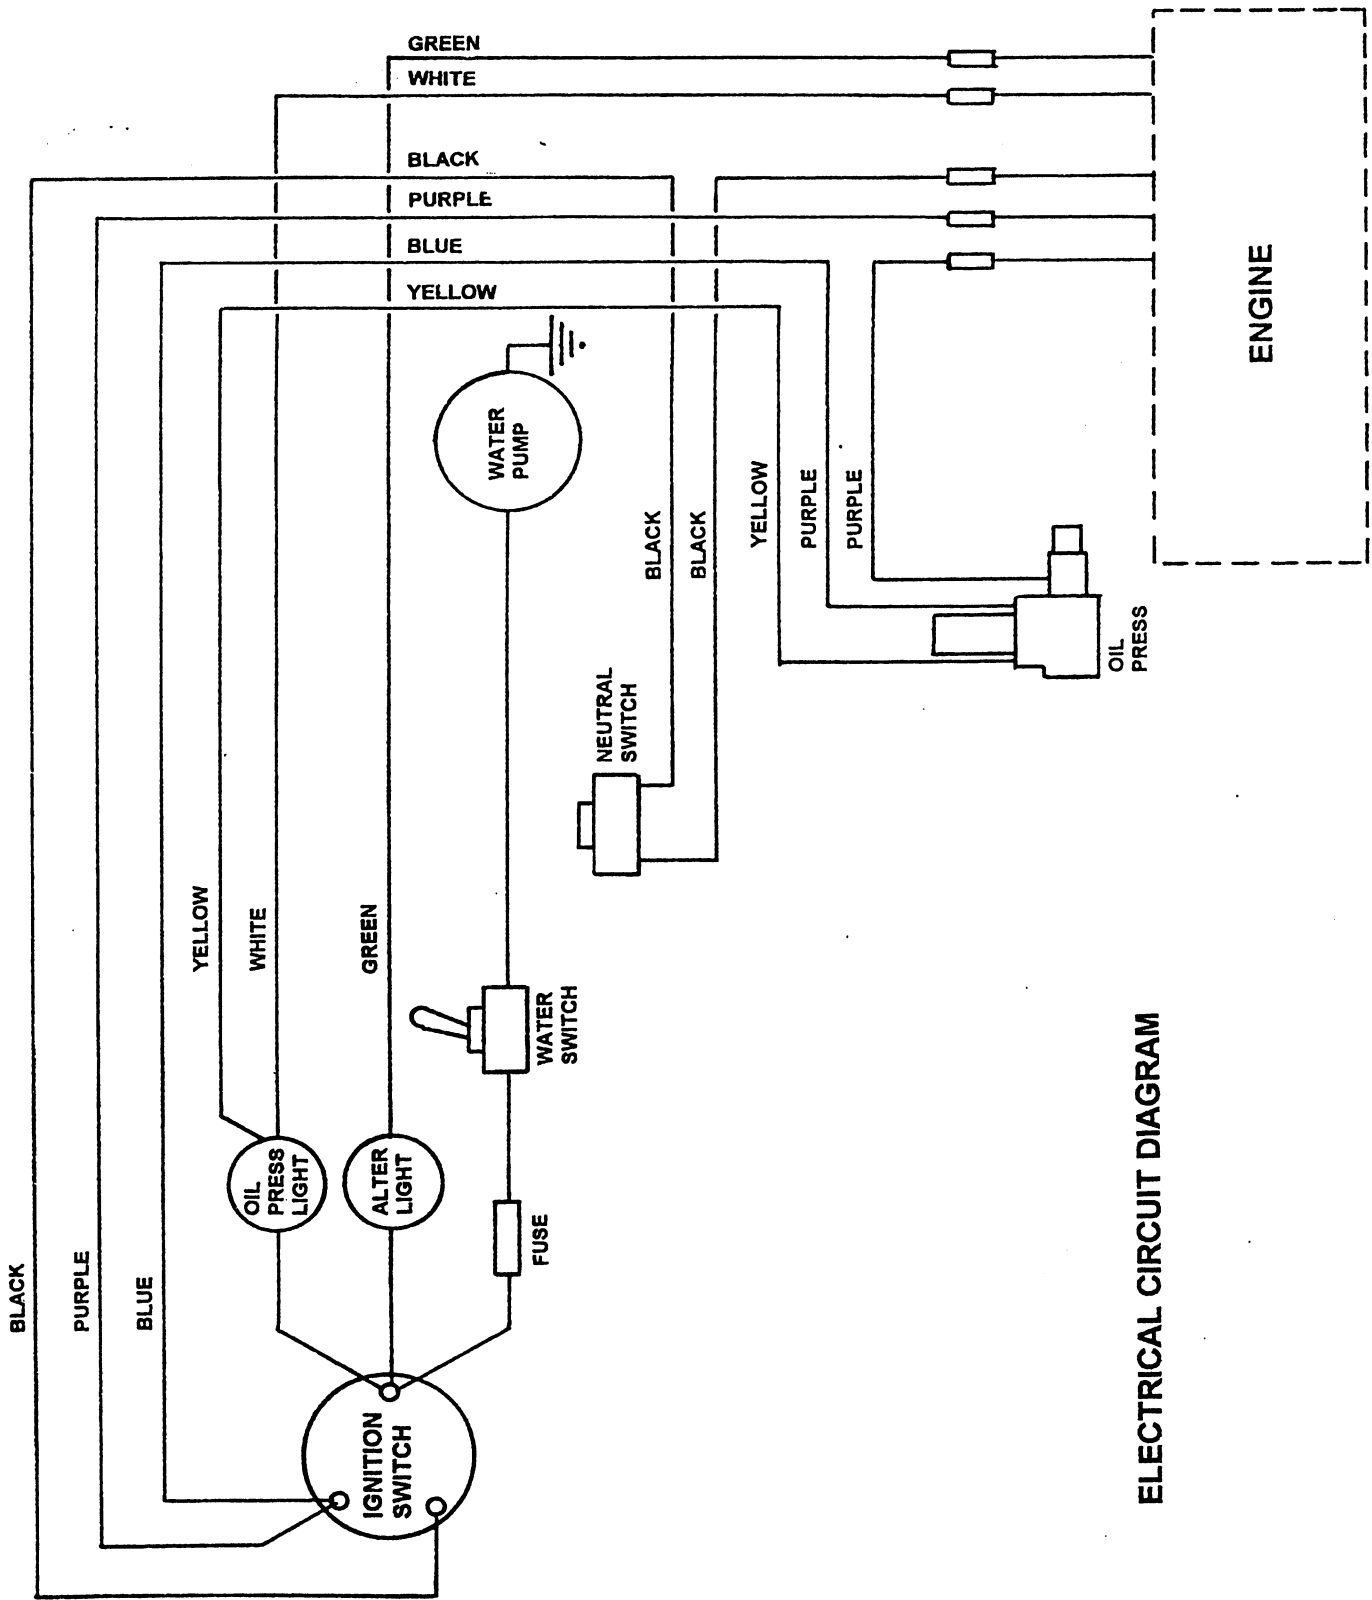 GREEN
WHITE
BLACK
PURPLE
BLUE
YELLOW
WATER
PUMP
ENGINE
BLACK
BLACK
YELLOW
PURPLE
PURPLE
OIL
PRESS
NEUTRAL
SWITCH
YELLOW
WHITE
GREEN
WATER
SWITCH
OIL
PRESS
LIGHT
ALTER
LIGHT
FUSE
BLACK
PURPLE
BLUE
IGNITION
SWITCH
ELECTRICAL CIRCUIT DIAGRAM